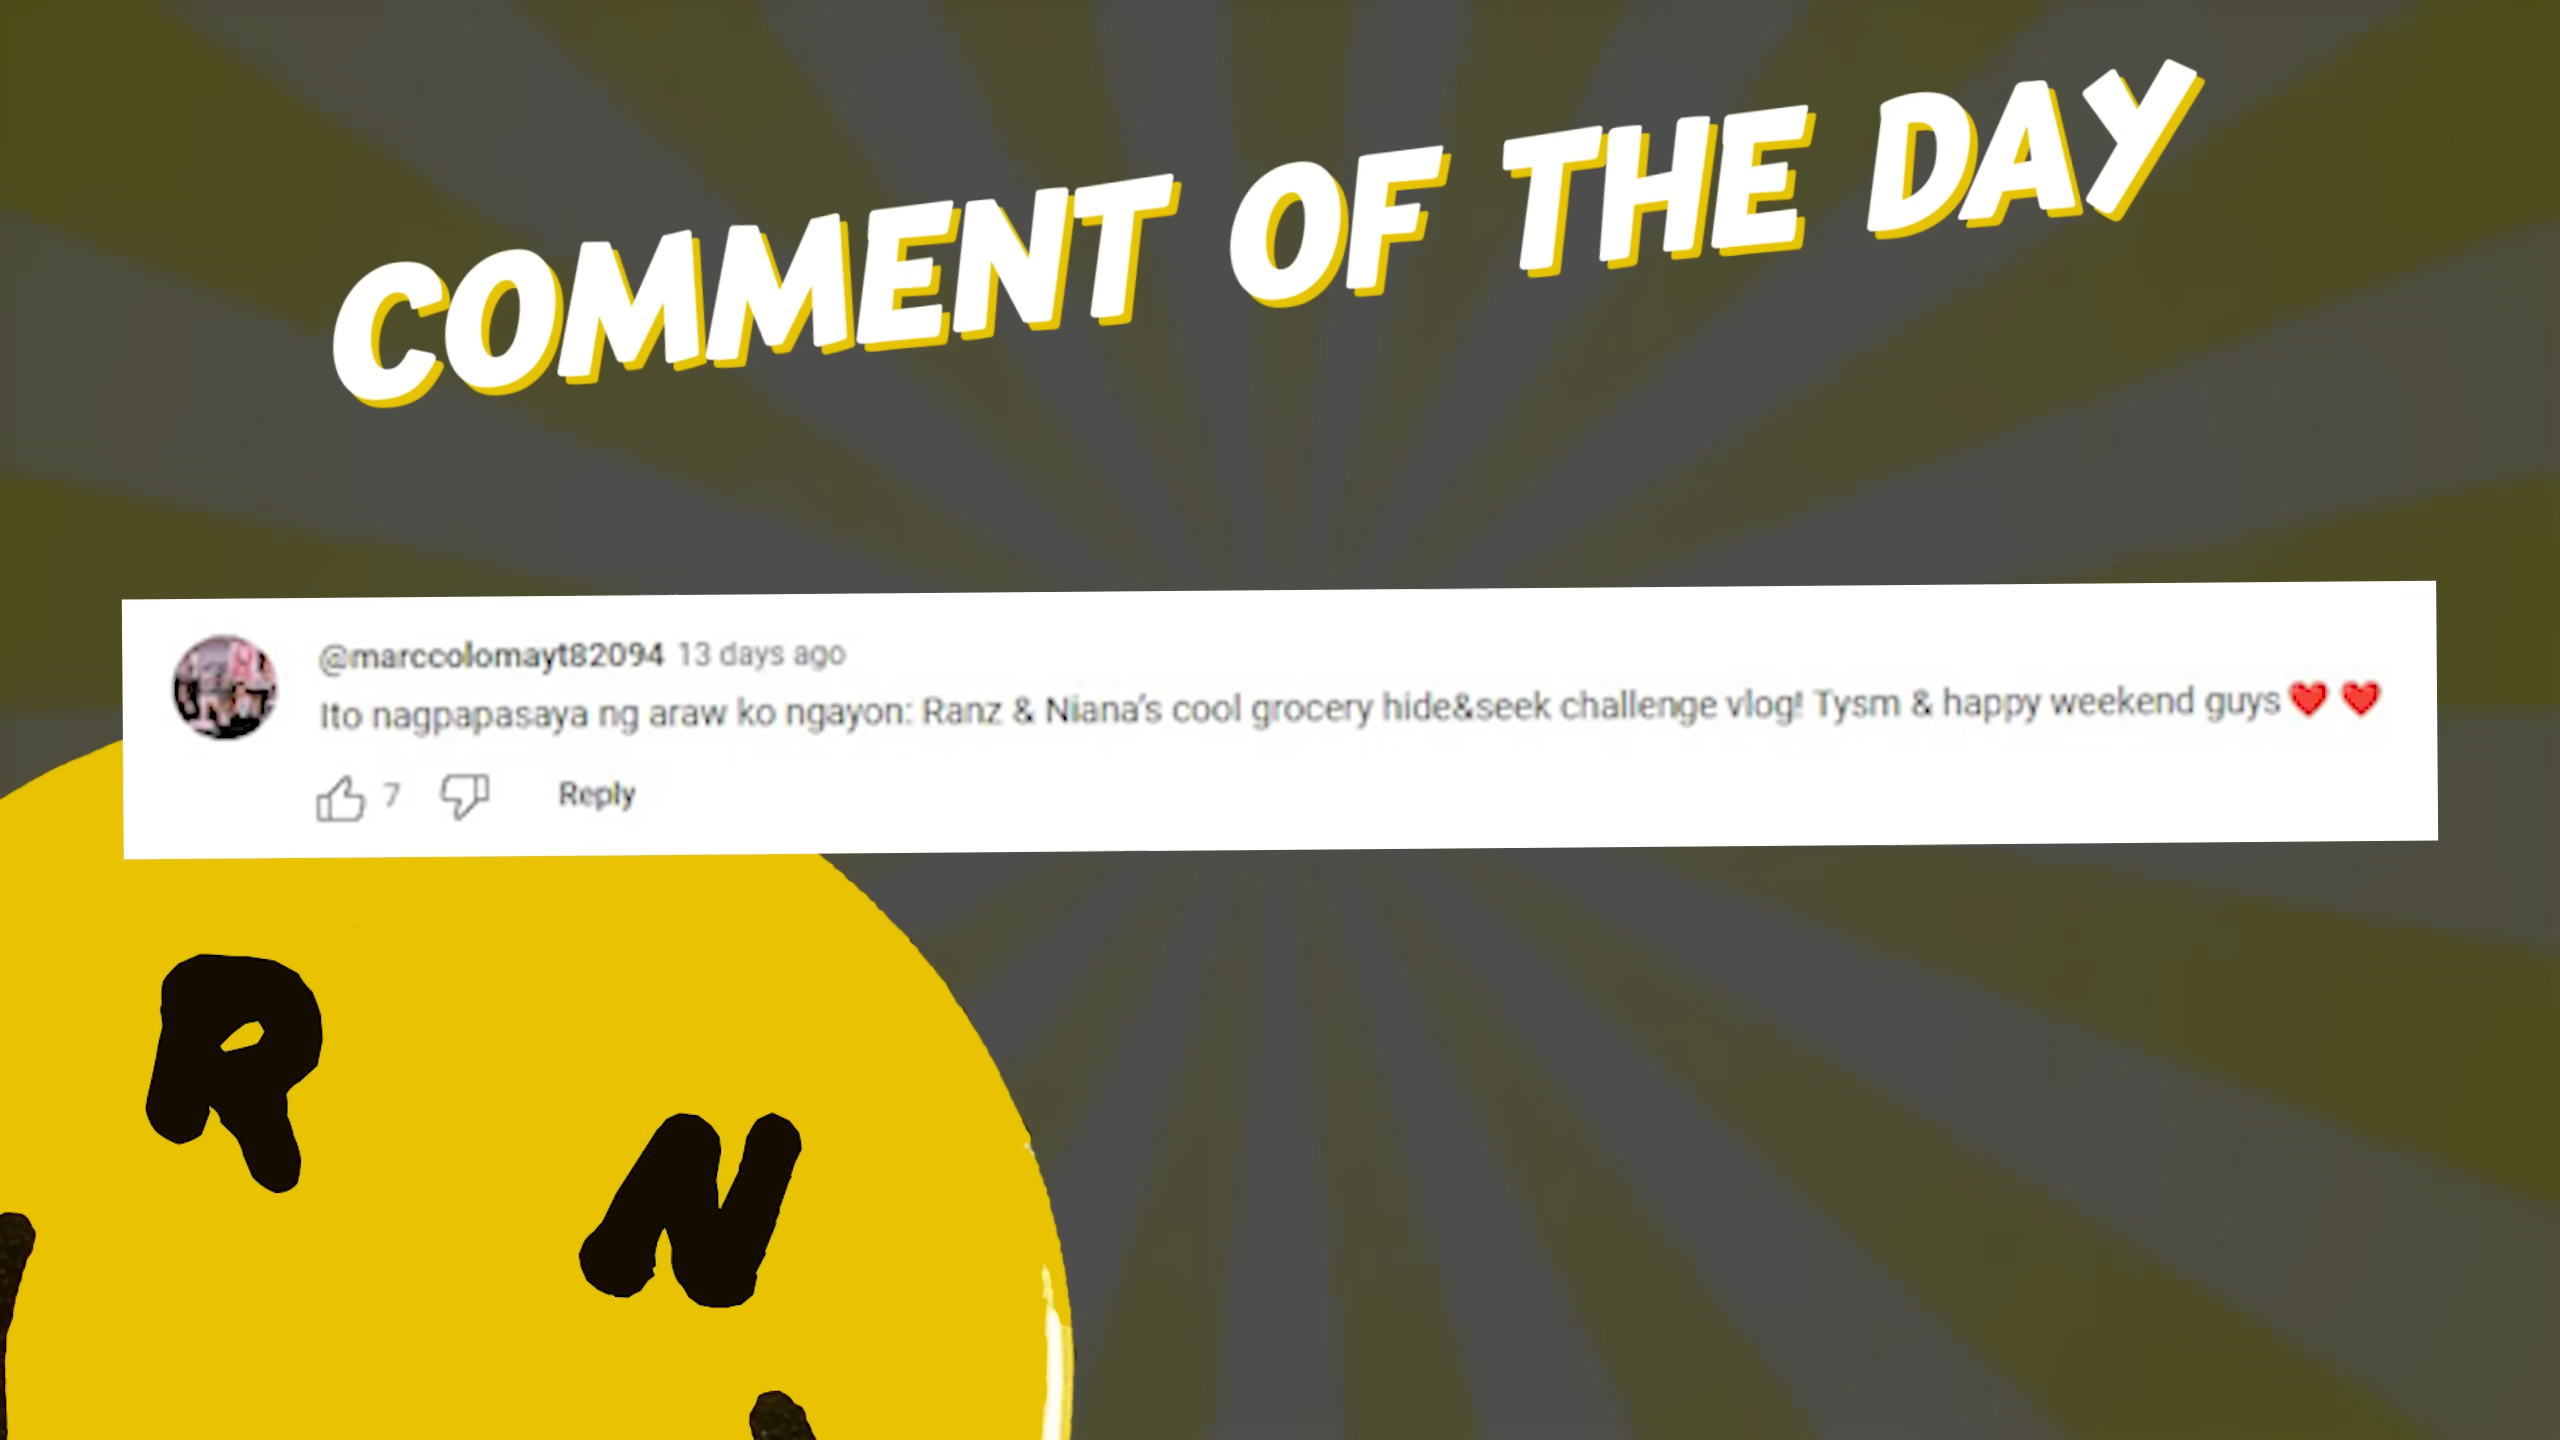 COMMENT OF THE DAY
@marccolomayt82094 13 days ago
Ito nagpapasaya ng araw ko ngayon: Ranz & Niana's cool grocery hide&seek challenge vlog! Tysm & happy weekend guys❤️ ❤️
7 Reply
R
N